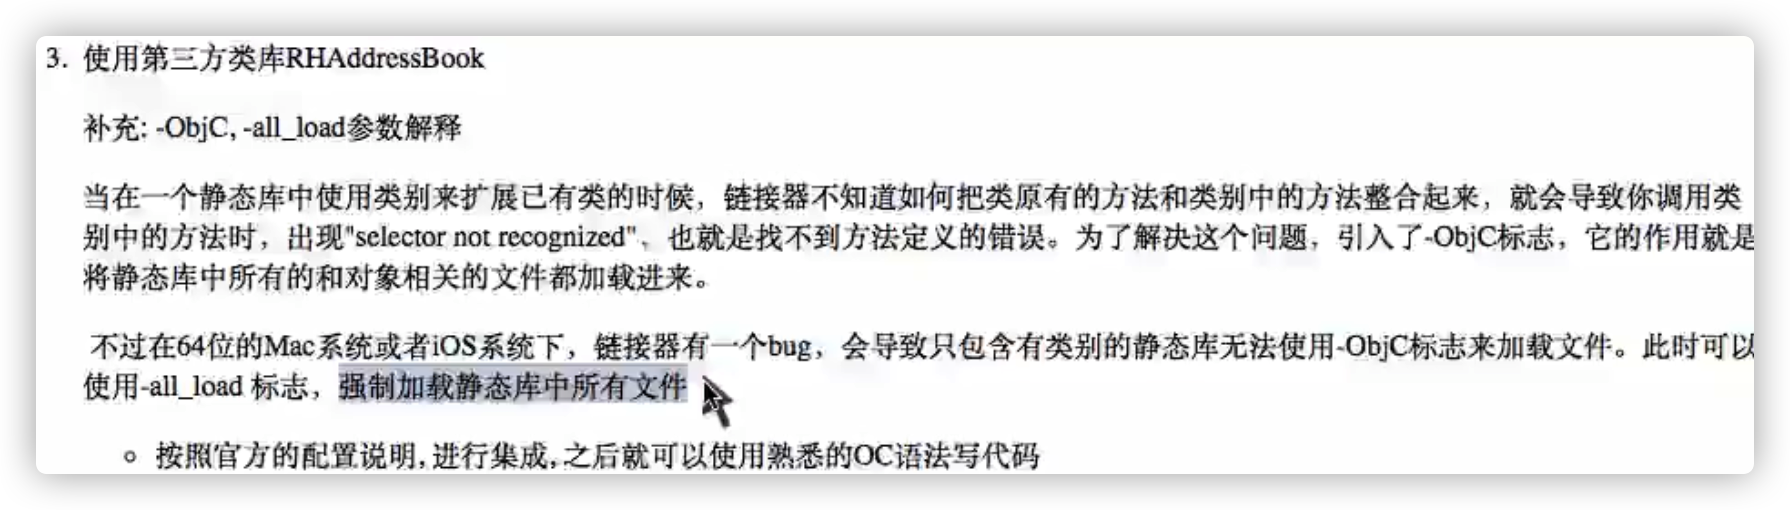 3. 使用第三方类库RHAddressBook
补充: -ObjC, -all_load参数解释
当在一个静态库中使用类别来扩展已有类的时候，链接器不知道如何把类原有的方法和类别中的方法整合起来，就会导致你调用类
别中的方法时，出现"selector not recognized"，也就是找不到方法定义的错误。为了解决这个问题，引入了-ObjC标志，它的作用就是
将静态库中所有的和对象相关的文件都加载进来。
不过在64位的Mac系统或者iOS系统下，链接器有一个bug，会导致只包含有类别的静态库无法使用-ObjC标志来加载文件。此时可以
使用-all_load 标志，强制加载静态库中所有文件
○ 按照官方的配置说明,进行集成,之后就可以使用熟悉的OC语法写代码